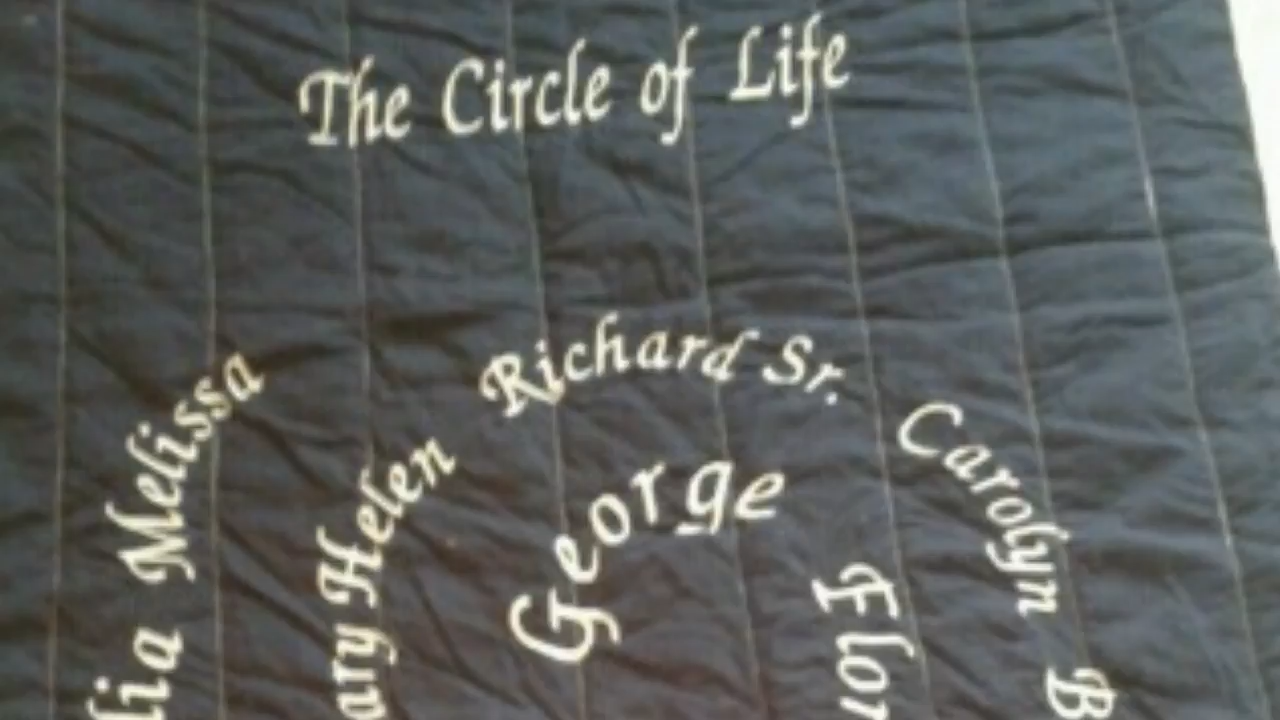 The Circle of Life
Richard Sr.
Melissa
Helen
George
Carolyn